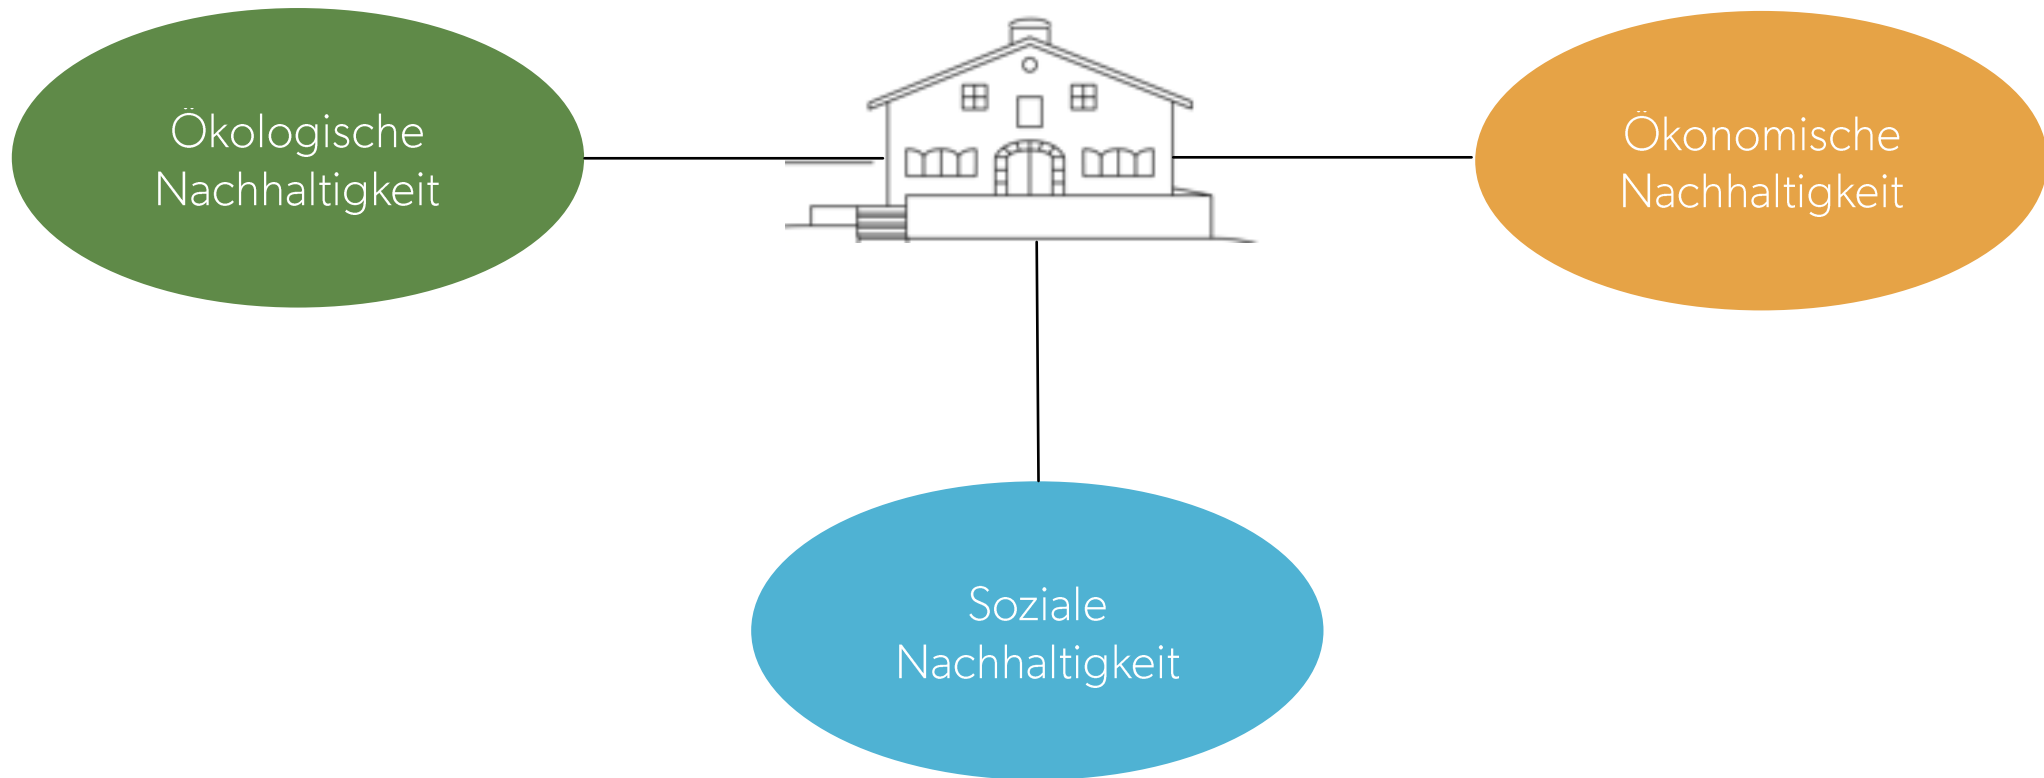 Ökologische
Nachhaltigkeit
Ökonomische
Nachhaltigkeit
Soziale
Nachhaltigkeit